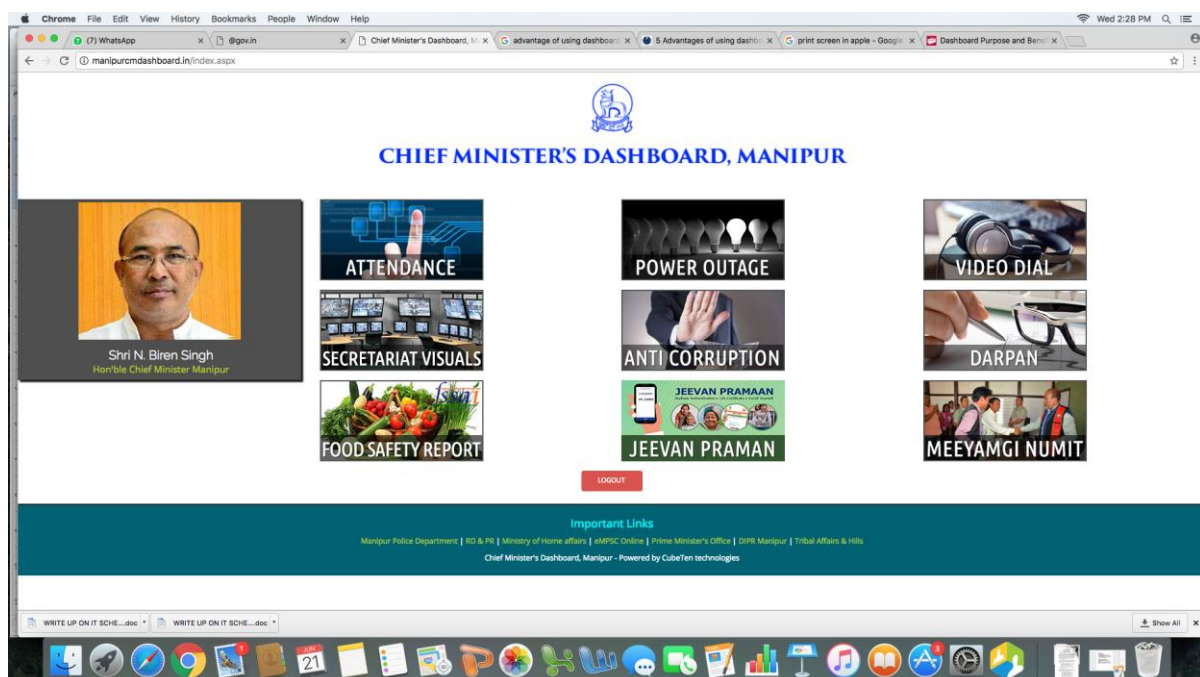 Chrome File Edit View History Bookmarks People Window Help
Wed 2:28 PM
(7) WhatsApp
@gov.in
Chief Minister's Dashboard, M
advantage of using dashboard
5 Advantages of using dashb
print screen in apple - Google
Dashboard Purpose and Bene
manipurcmdashboard.in/index.aspx
CHIEF MINISTER'S DASHBOARD, MANIPUR
Shri N. Biren Singh
Hon'ble Chief Minister Manipur
ATTENDANCE
POWER OUTAGE
VIDEO DIAL
SECRETARIAT VISUALS
ANTI CORRUPTION
DARPAN
fssai
FOOD SAFETY REPORT
JEEVAN PRAMAAN
JEEVAN PRAMAN
MEEYAMGI NUMIT
LOGOUT
Important Links
Manipur Police Department | RD & PR | Ministry of Home affairs | eMPSC Online | Prime Minister's Office | DIPR Manipur | Tribal Affairs & Hills
Chief Minister's Dashboard, Manipur - Powered by CubeTen technologies
WRITE UP ON IT SCHE....doc
WRITE UP ON IT SCHE....doc
Show All
1
JUN
21
3